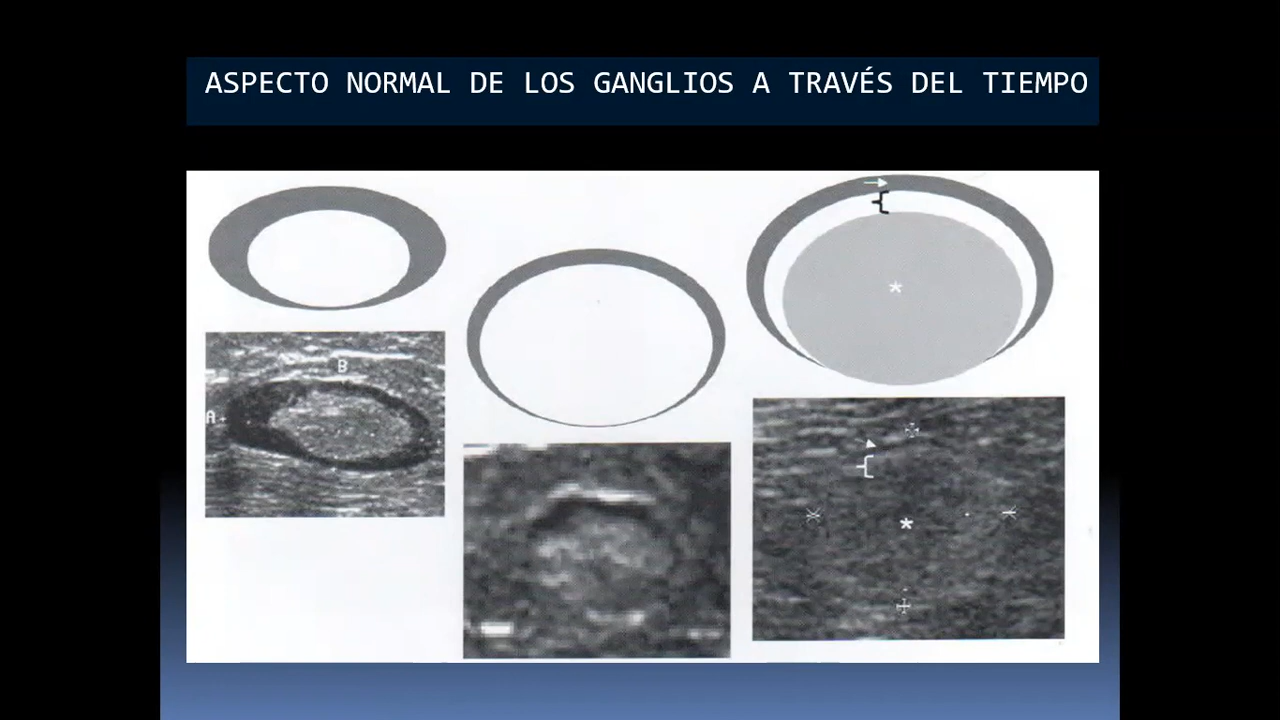 ASPECTO NORMAL DE LOS GANGLIOS A TRAVÉS DEL TIEMPO
*
B
A
*